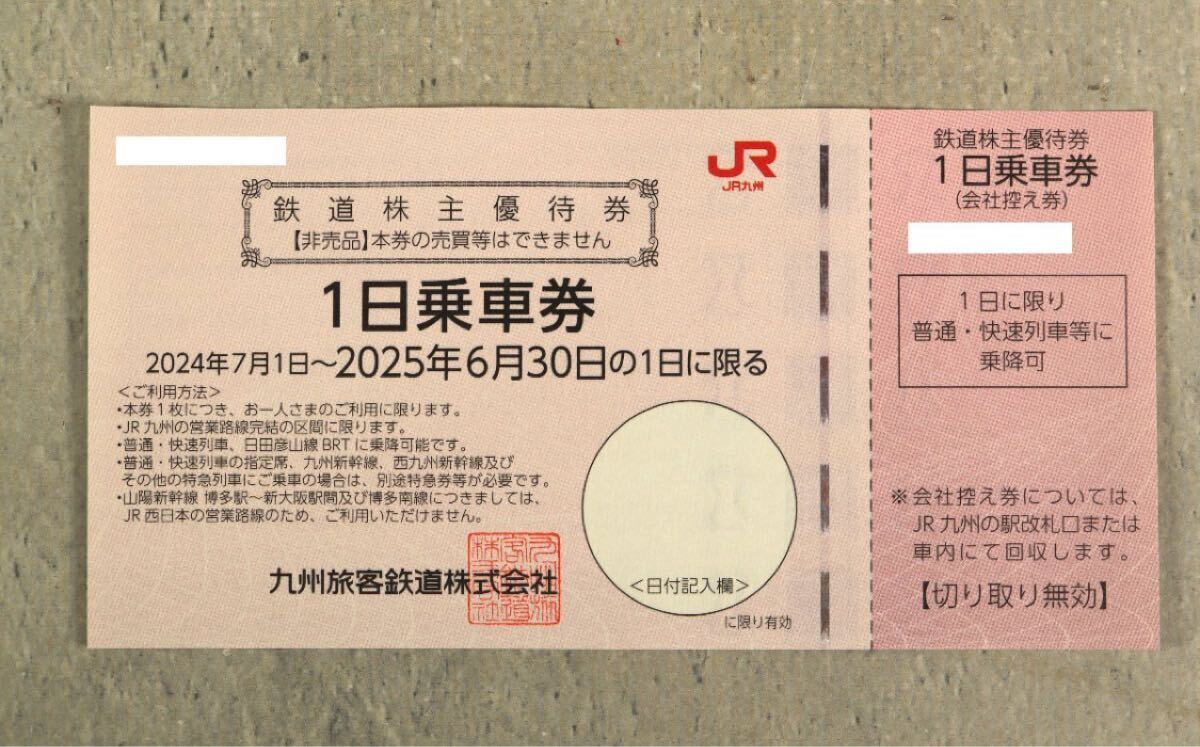 JR
JR九州
鉄道株主優待券
【非売品】本券の売買等はできません
1日乗車券
2024年7月1日～2025年6月30日の1日に限る
＜ご利用方法＞
・本券1枚につき、お一人さまのご利用に限ります。
・JR九州の営業路線完結の区間に限ります。
・普通・快速列車、日田彦山線BRTに乗降可能です。
・普通・快速列車の指定席、九州新幹線、西九州新幹線及び
その他の特急列車にご乗車の場合は、別途特急券等が必要です。
・山陽新幹線 博多駅～新大阪駅間及び博多南線につきましては、
JR西日本の営業路線のため、ご利用いただけません。
九州旅客鉄道株式会社
＜日付記入欄＞
に限り有効
鉄道株主優待券
1日乗車券
(会社控え券)
1日に限り
普通・快速列車等に
乗降可
※会社控え券については、
JR九州の駅改札口または
車内にて回収します。
【切り取り無効】